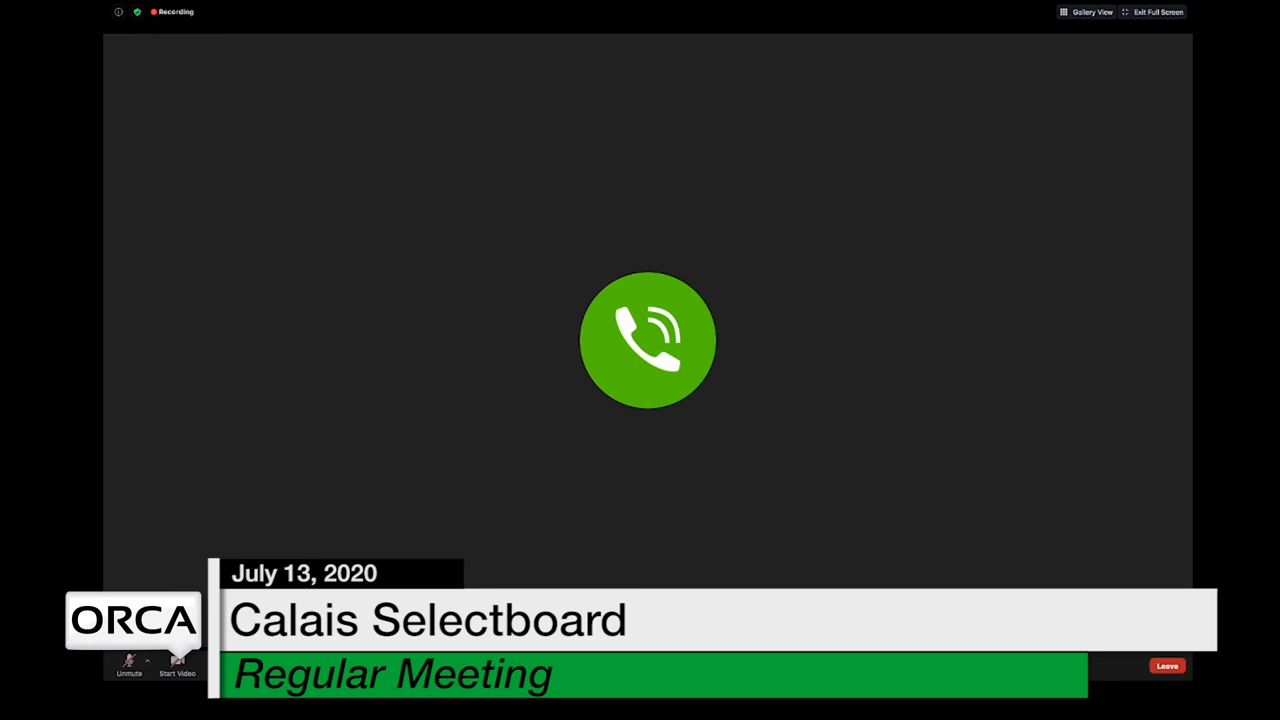 Recording
Gallery View
Exit Full Screen
July 13, 2020
ORCA
Calais Selectboard
Regular Meeting
Unmute
Start Video
Leave